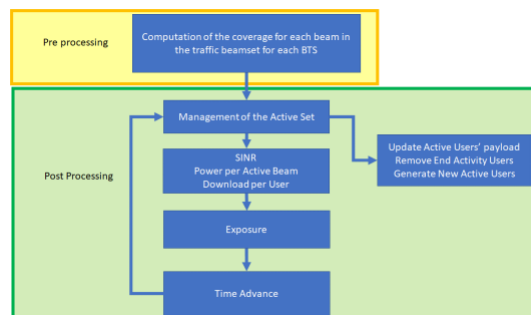 Pre processing
Computation of the coverage for each beam in
the traffic beamset for each BTS
Management of the Active Set
Update Active Users' payload
Remove End Activity Users
Generate New Active Users
Post Processing
SINR
Power per Active Beam
Download per User
Exposure
Time Advance